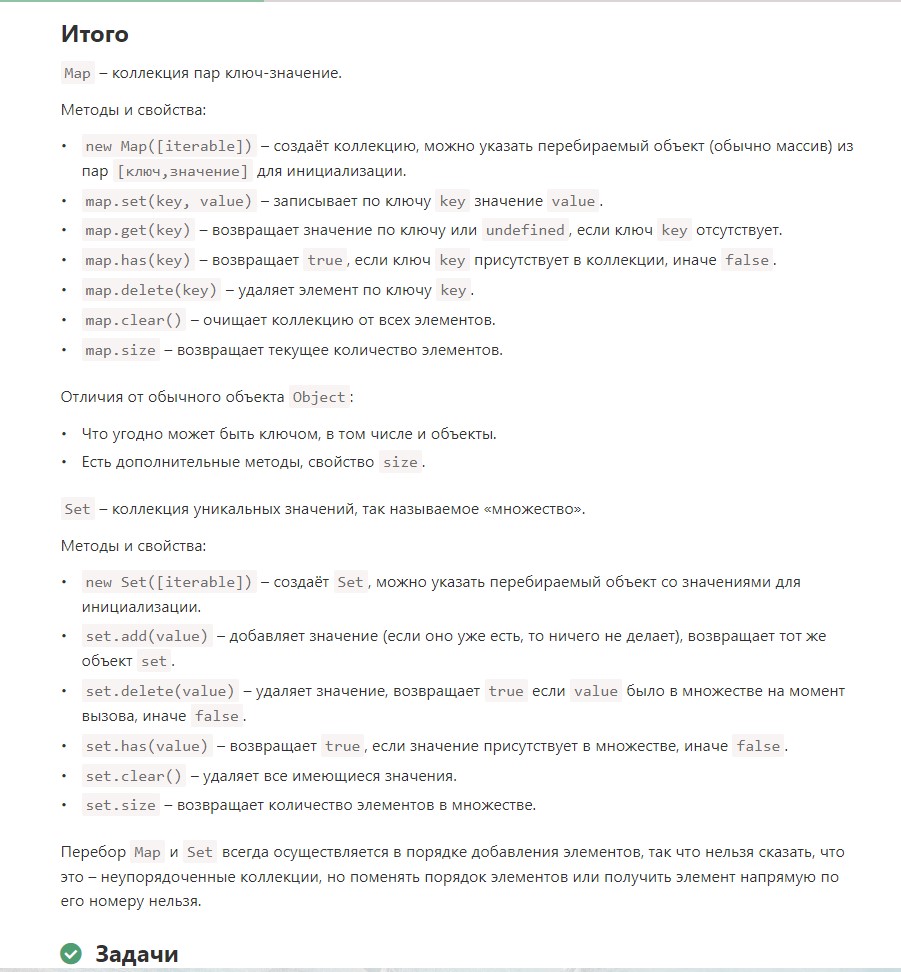 Итого
Map – коллекция пар ключ-значение.
Методы и свойства:
• new Map([iterable]) – создаёт коллекцию, можно указать перебираемый объект (обычно массив) из
пар [ключ,значение] для инициализации.
• map.set(key, value) – записывает по ключу key значение value.
• map.get(key) – возвращает значение по ключу или undefined, если ключ key отсутствует.
• map.has(key) – возвращает true, если ключ key присутствует в коллекции, иначе false.
• map.delete(key) – удаляет элемент по ключу key.
• map.clear() – очищает коллекцию от всех элементов.
• map.size – возвращает текущее количество элементов.
Отличия от обычного объекта Object:
• Что угодно может быть ключом, в том числе и объекты.
• Есть дополнительные методы, свойство size.
Set – коллекция уникальных значений, так называемое «множество».
Методы и свойства:
• new Set([iterable]) – создаёт Set, можно указать перебираемый объект со значениями для
инициализации.
• set.add(value) – добавляет значение (если оно уже есть, то ничего не делает), возвращает тот же
объект set.
• set.delete(value) – удаляет значение, возвращает true если value было в множестве на момент
вызова, иначе false.
• set.has(value) – возвращает true, если значение присутствует в множестве, иначе false.
• set.clear() – удаляет все имеющиеся значения.
• set.size – возвращает количество элементов в множестве.
Перебор Map и Set всегда осуществляется в порядке добавления элементов, так что нельзя сказать, что
это – неупорядоченные коллекции, но поменять порядок элементов или получить элемент напрямую по
его номеру нельзя.
Задачи